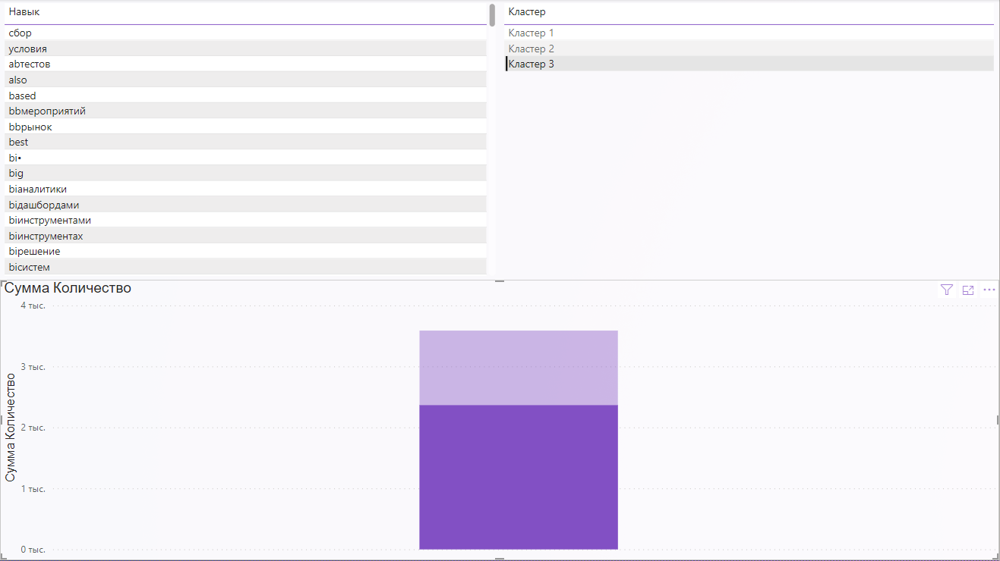 Навык
сбор
условия
abтестов
also
based
bbмероприятий
bbрынок
best
bi•
big
biаналитики
biдашбордами
biинструментами
biинструментах
biрешение
biсистем
Кластер
Кластер 1
Кластер 2
Кластер 3
Сумма Количество
Сумма Количество
4 тыс.
3 тыс.
2 тыс.
1 тыс.
0 тыс.